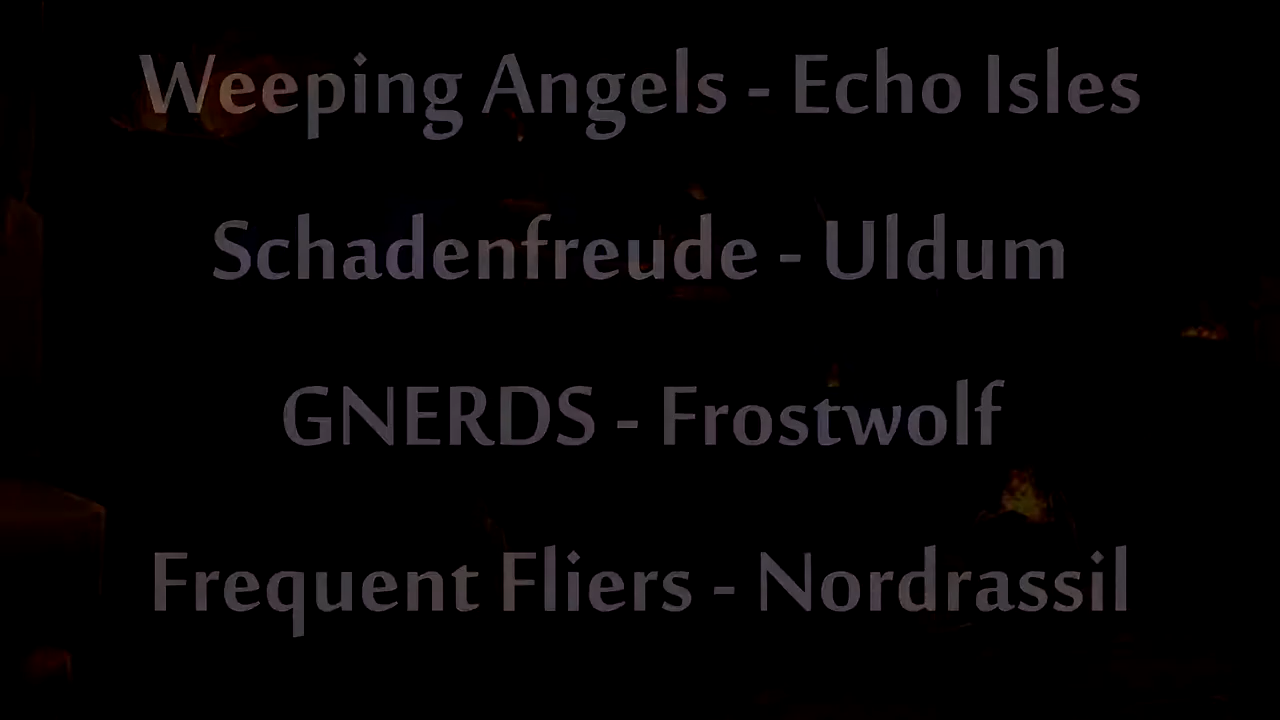 Weeping Angels - Echo Isles
Schadenfreude - Uldum
GNERDS - Frostwolf
Frequent Fliers - Nordrassil